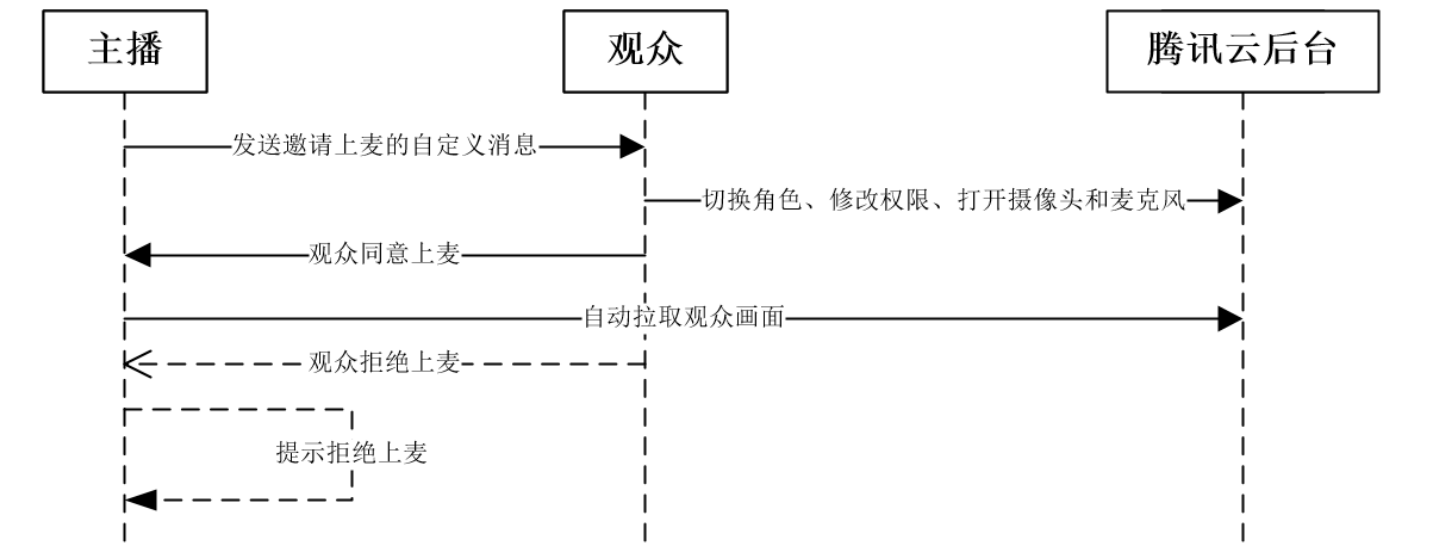 主播
观众
腾讯云后台
发送邀请上麦的自定义消息
切换角色、修改权限、打开摄像头和麦克风
观众同意上麦
自动拉取观众画面
观众拒绝上麦
提示拒绝上麦